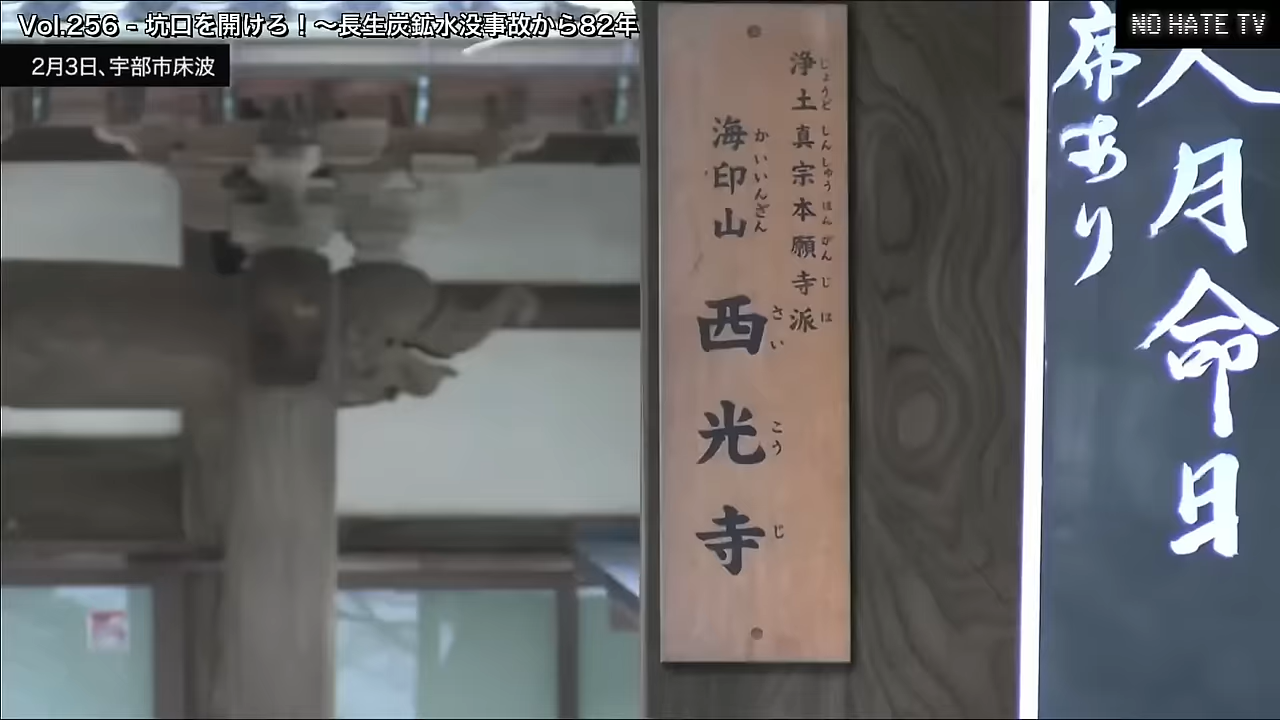 Vol.256 - 坑口を開けろ！～長生炭鉱水没事故から82年
NO HATE TV
2月3日、宇部市床波
人月命日
席あり
浄土真宗本願寺派
じょうど しんしゅう ほん がん じ は
海印山
かいいんざん
西光寺
さいこうじ